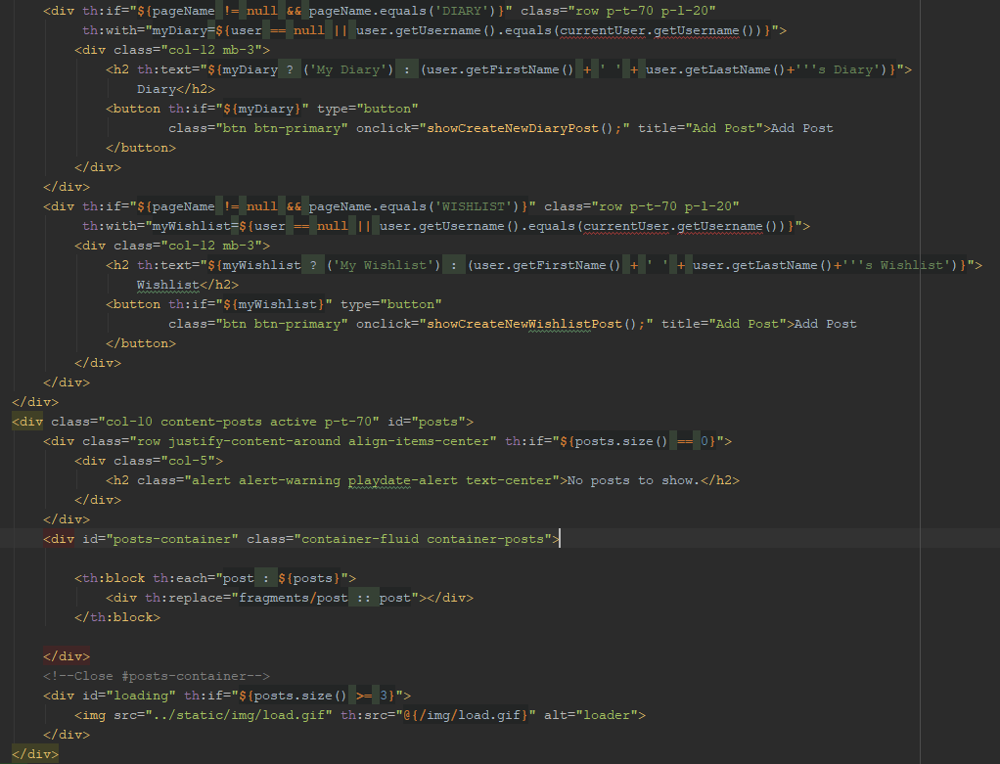 <div th:if="${pageName != null && pageName.equals('DIARY')}" class="row p-t-70 p-l-20"
th:with="myDiary=${user == null || user.getUsername().equals(currentUser.getUsername())}">
<div class="col-12 mb-3">
<h2 th:text="${myDiary ? ('My Diary') : (user.getFirstName() + ' ' + user.getLastName()+'''s Diary')}">
Diary</h2>
<button th:if="${myDiary}" type="button"
class="btn btn-primary" onclick="showCreateNewDiaryPost();" title="Add Post">Add Post
</button>
</div>
</div>
<div th:if="${pageName != null && pageName.equals('WISHLIST')}" class="row p-t-70 p-l-20"
th:with="myWishlist=${user == null || user.getUsername().equals(currentUser.getUsername())}">
<div class="col-12 mb-3">
<h2 th:text="${myWishlist ? ('My Wishlist') : (user.getFirstName() + ' ' + user.getLastName()+'''s Wishlist')}">
Wishlist</h2>
<button th:if="${myWishlist}" type="button"
class="btn btn-primary" onclick="showCreateNewWishlistPost();" title="Add Post">Add Post
</button>
</div>
</div>
</div>
<div class="col-10 content-posts active p-t-70" id="posts">
<div class="row justify-content-around align-items-center" th:if="${posts.size() == 0}">
<div class="col-5">
<h2 class="alert alert-warning playdate-alert text-center">No posts to show.</h2>
</div>
</div>
<div id="posts-container" class="container-fluid container-posts">
<th:block th:each="post : ${posts}">
<div th:replace="fragments/post :: post"></div>
</th:block>
</div>
<!--Close #posts-container-->
<div id="loading" th:if="${posts.size() >= 3}">
<img src="../static/img/load.gif" th:src="@{/img/load.gif}" alt="loader">
</div>
</div>